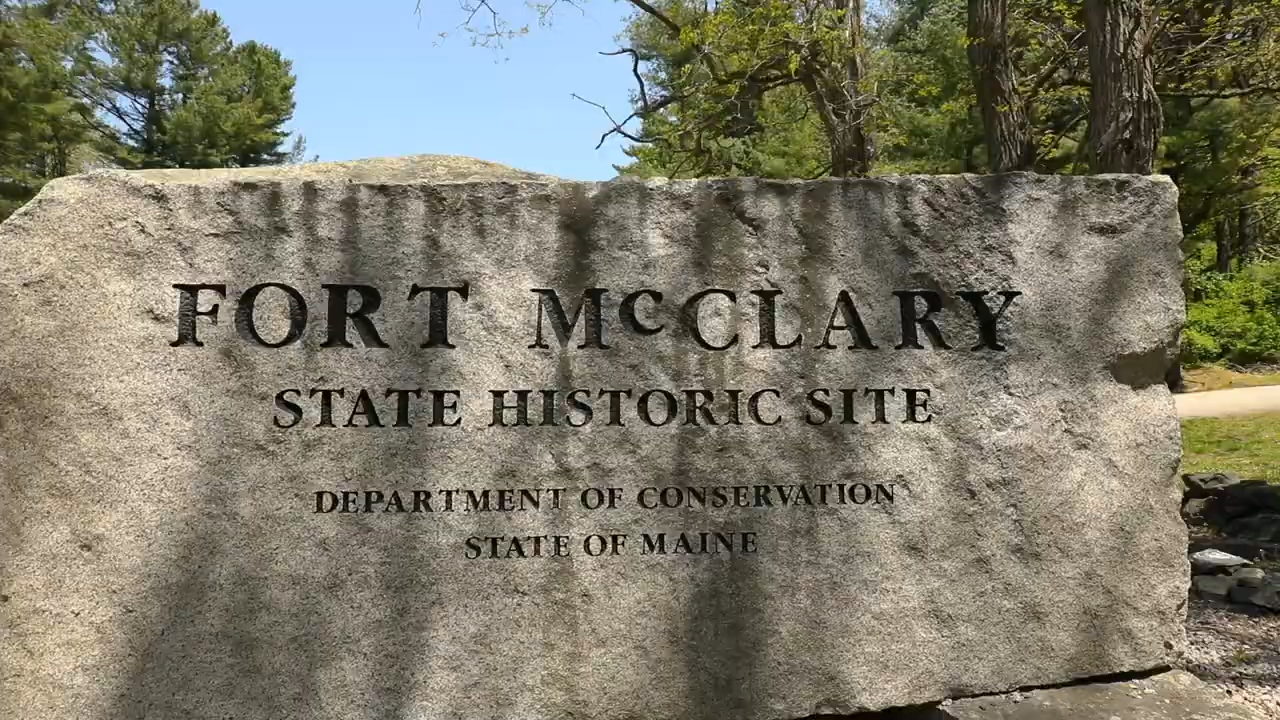 FORT McCLARY
STATE HISTORIC SITE
DEPARTMENT OF CONSERVATION
STATE OF MAINE